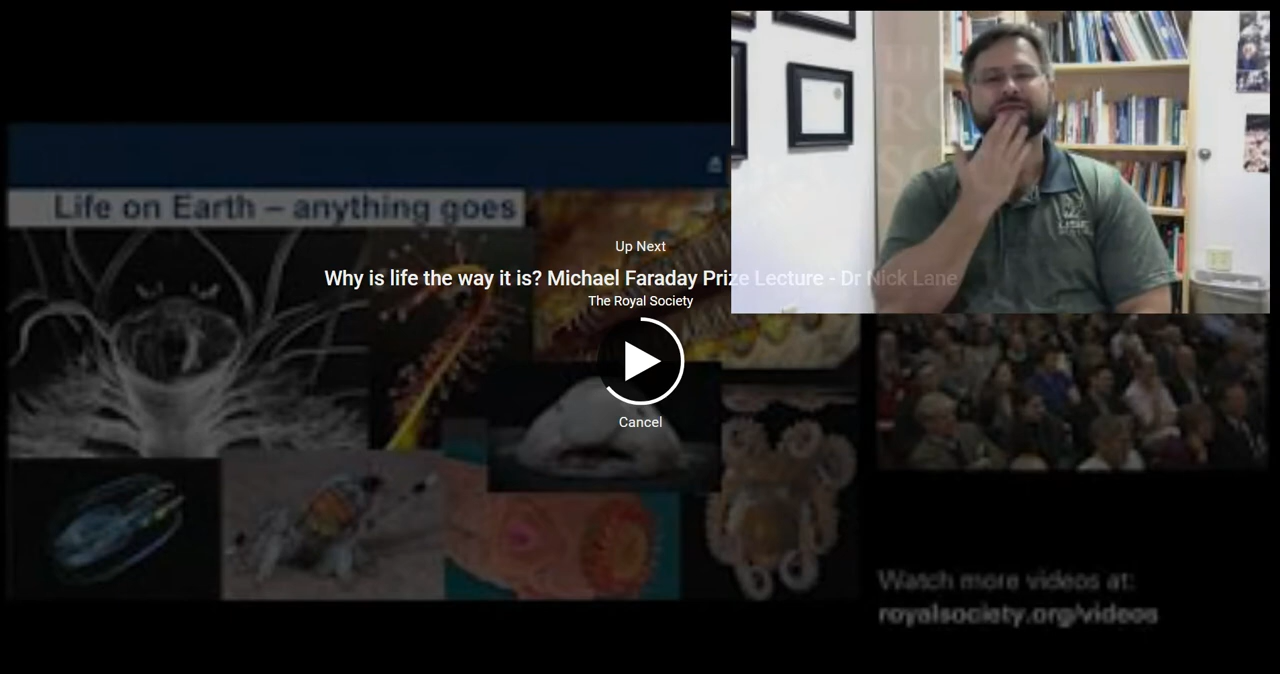 Life on Earth – anything goes
Up Next
Why is life the way it is? Michael Faraday Prize Lecture - Dr Nick Lane
The Royal Society
Cancel
Watch more videos at:
royalsociety.org/videos